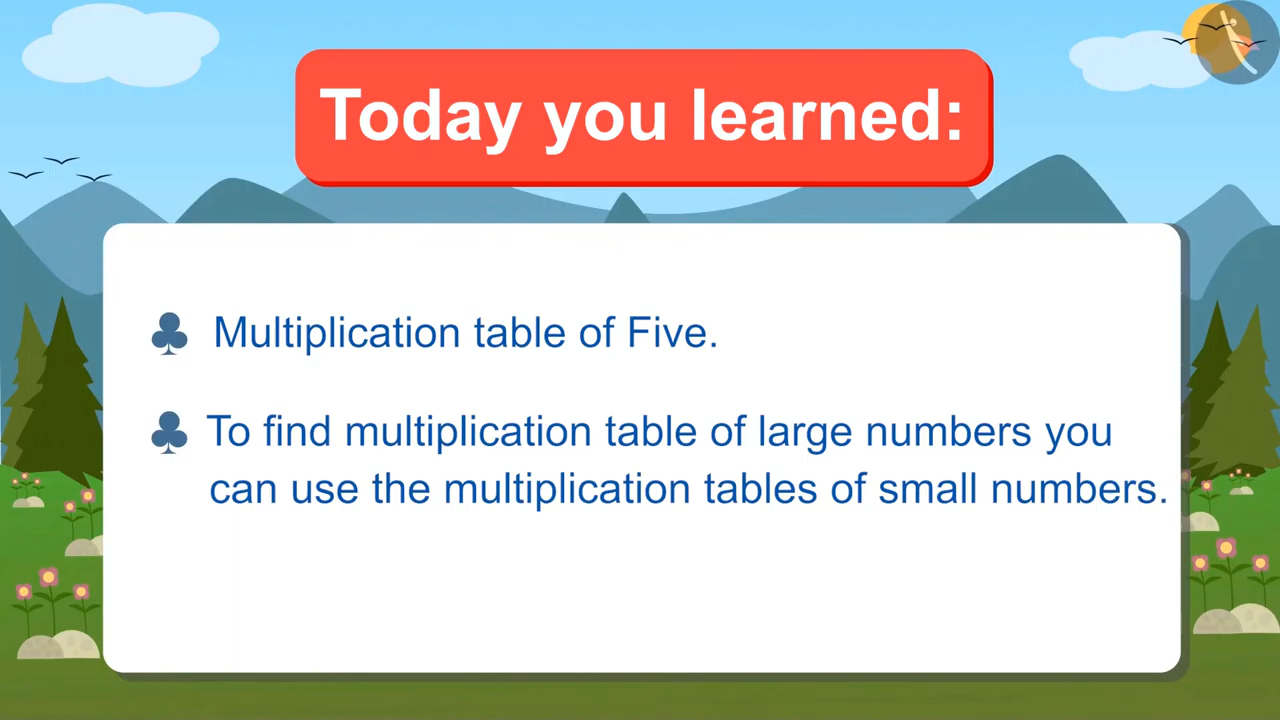 Today you learned:
♣ Multiplication table of Five.
♣ To find multiplication table of large numbers you
can use the multiplication tables of small numbers.